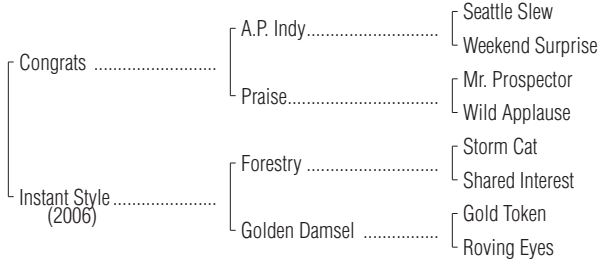 Seattle Slew
A.P. Indy..............................
Weekend Surprise
Congrats ............................
Mr. Prospector
Praise...................................
Wild Applause
Storm Cat
Forestry ..............................
Shared Interest
Instant Style........................
(2006)
Gold Token
Golden Damsel .................
Roving Eyes